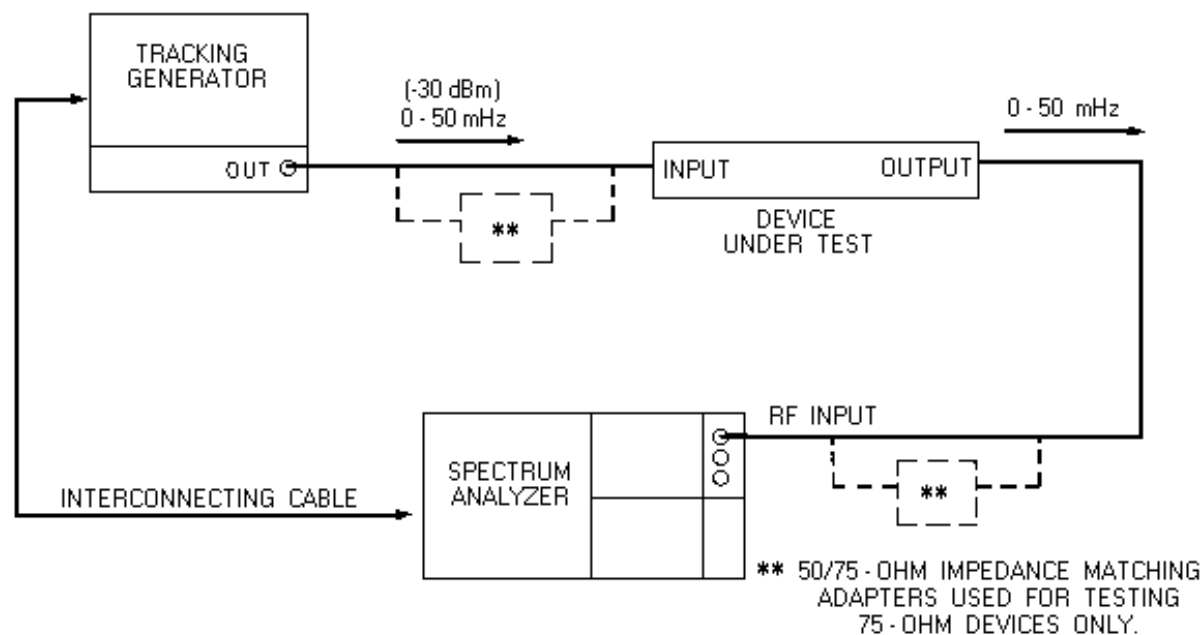 TRACKING
GENERATOR
OUT
(-30 dBm)
0 - 50 mHz
**
INPUT
OUTPUT
0 - 50 mHz
DEVICE
UNDER TEST
INTERCONNECTING CABLE
SPECTRUM
ANALYZER
RF INPUT
**
** 50/75 - OHM IMPEDANCE MATCHING
ADAPTERS USED FOR TESTING
75 - OHM DEVICES ONLY.